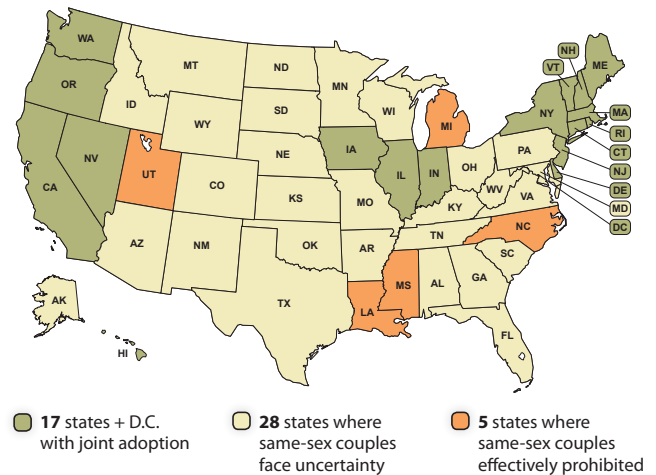 WA
OR
CA
NV
ID
MT
WY
UT
AZ
CO
NM
ND
SD
NE
KS
OK
TX
MN
IA
MO
AR
LA
WI
IL
IN
MI
OH
KY
TN
MS
AL
GA
FL
SC
NC
VA
WV
PA
NY
VT
NH
ME
MA
RI
CT
NJ
DE
MD
DC
AK
HI
17 states + D.C.
with joint adoption
28 states where
same-sex couples
face uncertainty
5 states where
same-sex couples
effectively prohibited